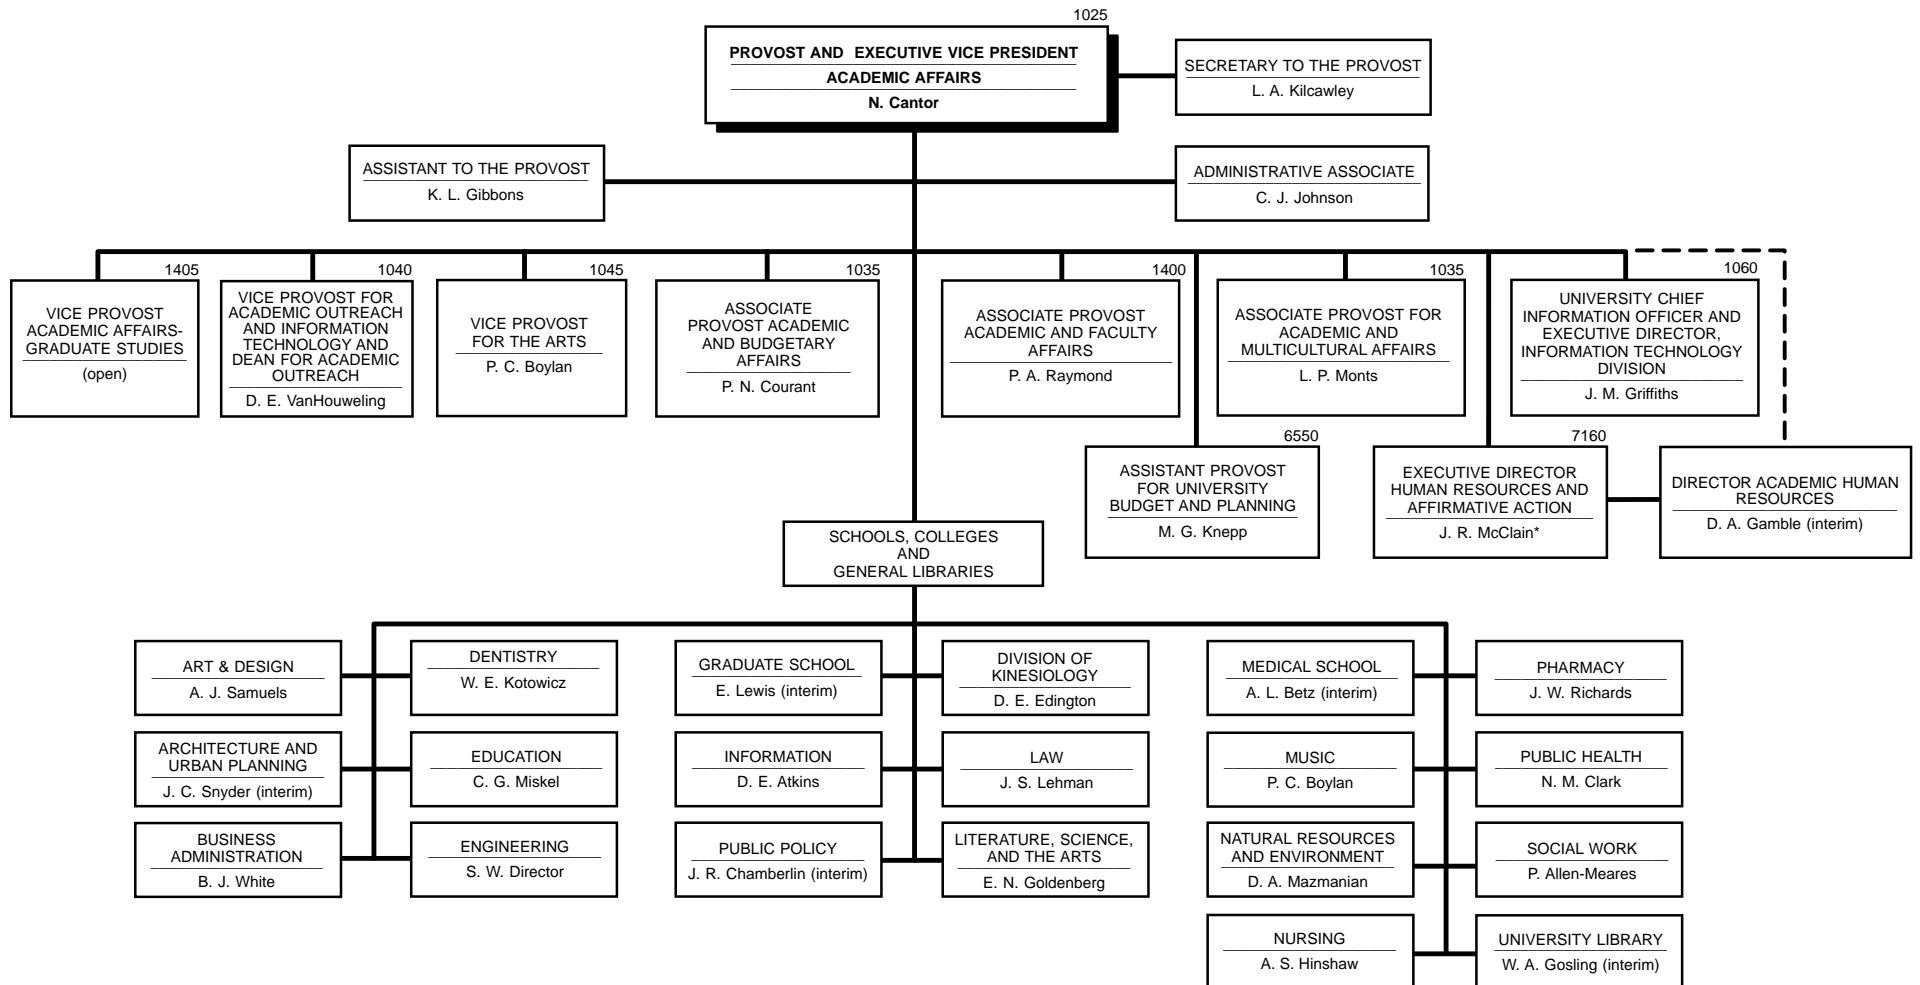 1025
PROVOST AND EXECUTIVE VICE PRESIDENT
ACADEMIC AFFAIRS
N. Cantor
SECRETARY TO THE PROVOST
L. A. Kilcawley
ASSISTANT TO THE PROVOST
K. L. Gibbons
ADMINISTRATIVE ASSOCIATE
C. J. Johnson
1405
VICE PROVOST
ACADEMIC AFFAIRS-
GRADUATE STUDIES
(open)
1040
VICE PROVOST FOR
ACADEMIC OUTREACH
AND INFORMATION
TECHNOLOGY AND
DEAN FOR ACADEMIC
OUTREACH
D. E. VanHouweling
1045
VICE PROVOST
FOR THE ARTS
P. C. Boylan
1035
ASSOCIATE
PROVOST ACADEMIC
AND BUDGETARY
AFFAIRS
P. N. Courant
1400
ASSOCIATE PROVOST
ACADEMIC AND FACULTY
AFFAIRS
P. A. Raymond
1035
ASSOCIATE PROVOST FOR
ACADEMIC AND
MULTICULTURAL AFFAIRS
L. P. Monts
1060
UNIVERSITY CHIEF
INFORMATION OFFICER AND
EXECUTIVE DIRECTOR,
INFORMATION TECHNOLOGY
DIVISION
J. M. Griffiths
6550
ASSISTANT PROVOST
FOR UNIVERSITY
BUDGET AND PLANNING
M. G. Knepp
7160
EXECUTIVE DIRECTOR
HUMAN RESOURCES AND
AFFIRMATIVE ACTION
J. R. McClain*
DIRECTOR ACADEMIC HUMAN
RESOURCES
D. A. Gamble (interim)
SCHOOLS, COLLEGES
AND
GENERAL LIBRARIES
ART & DESIGN
A. J. Samuels
DENTISTRY
W. E. Kotowicz
GRADUATE SCHOOL
E. Lewis (interim)
DIVISION OF
KINESIOLOGY
D. E. Edington
MEDICAL SCHOOL
A. L. Betz (interim)
PHARMACY
J. W. Richards
ARCHITECTURE AND
URBAN PLANNING
J. C. Snyder (interim)
EDUCATION
C. G. Miskel
INFORMATION
D. E. Atkins
LAW
J. S. Lehman
MUSIC
P. C. Boylan
PUBLIC HEALTH
N. M. Clark
BUSINESS
ADMINISTRATION
B. J. White
ENGINEERING
S. W. Director
PUBLIC POLICY
J. R. Chamberlin (interim)
LITERATURE, SCIENCE,
AND THE ARTS
E. N. Goldenberg
NATURAL RESOURCES
AND ENVIRONMENT
D. A. Mazmanian
SOCIAL WORK
P. Allen-Meares
NURSING
A. S. Hinshaw
UNIVERSITY LIBRARY
W. A. Gosling (interim)